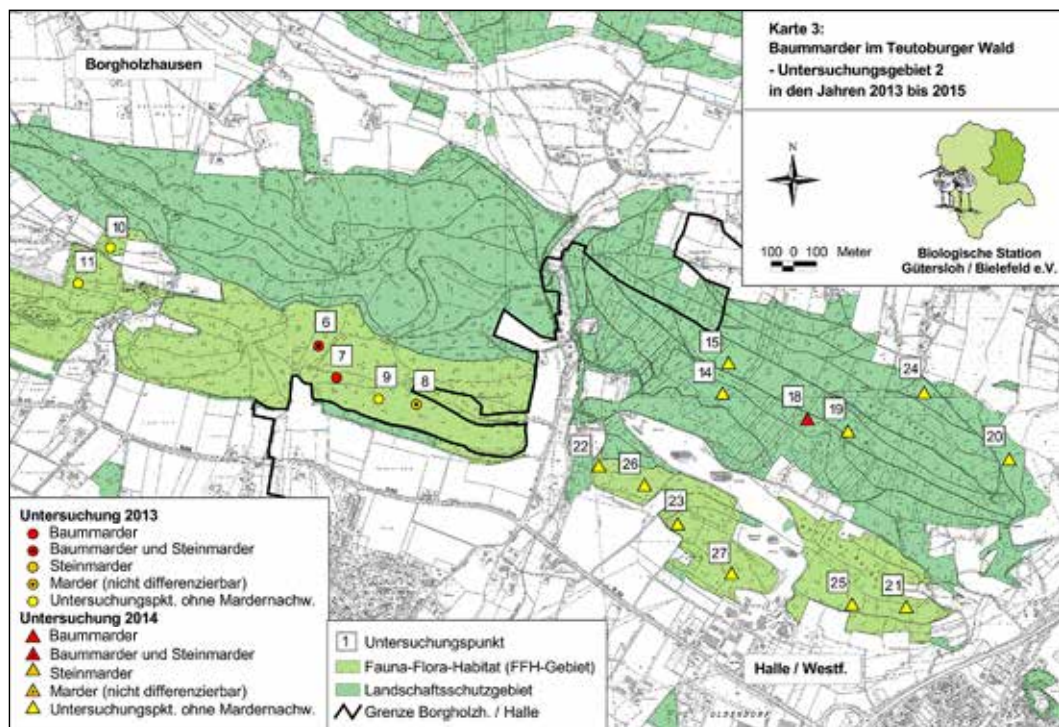 Karte 3:
Baummarder im Teutoburger Wald
- Untersuchungsgebiet 2
in den Jahren 2013 bis 2015
Borgholzhausen
N
100 0 100 Meter
Biologische Station
Gütersloh / Bielefeld e.V.
10
11
6
7
9
8
15
14
24
18
19
20
22
26
23
27
25
21
Untersuchung 2013
Baummarder
Baummarder und Steinmarder
Steinmarder
Marder (nicht differenzierbar)
Untersuchungspkt. ohne Mardernachw.
Untersuchung 2014
Baummarder
Baummarder und Steinmarder
Steinmarder
Marder (nicht differenzierbar)
Untersuchungspkt. ohne Mardernachw.
1 Untersuchungspunkt
Fauna-Flora-Habitat (FFH-Gebiet)
Landschaftsschutzgebiet
Grenze Borgholzh. / Halle
Halle / Westf.
OLDENDORF